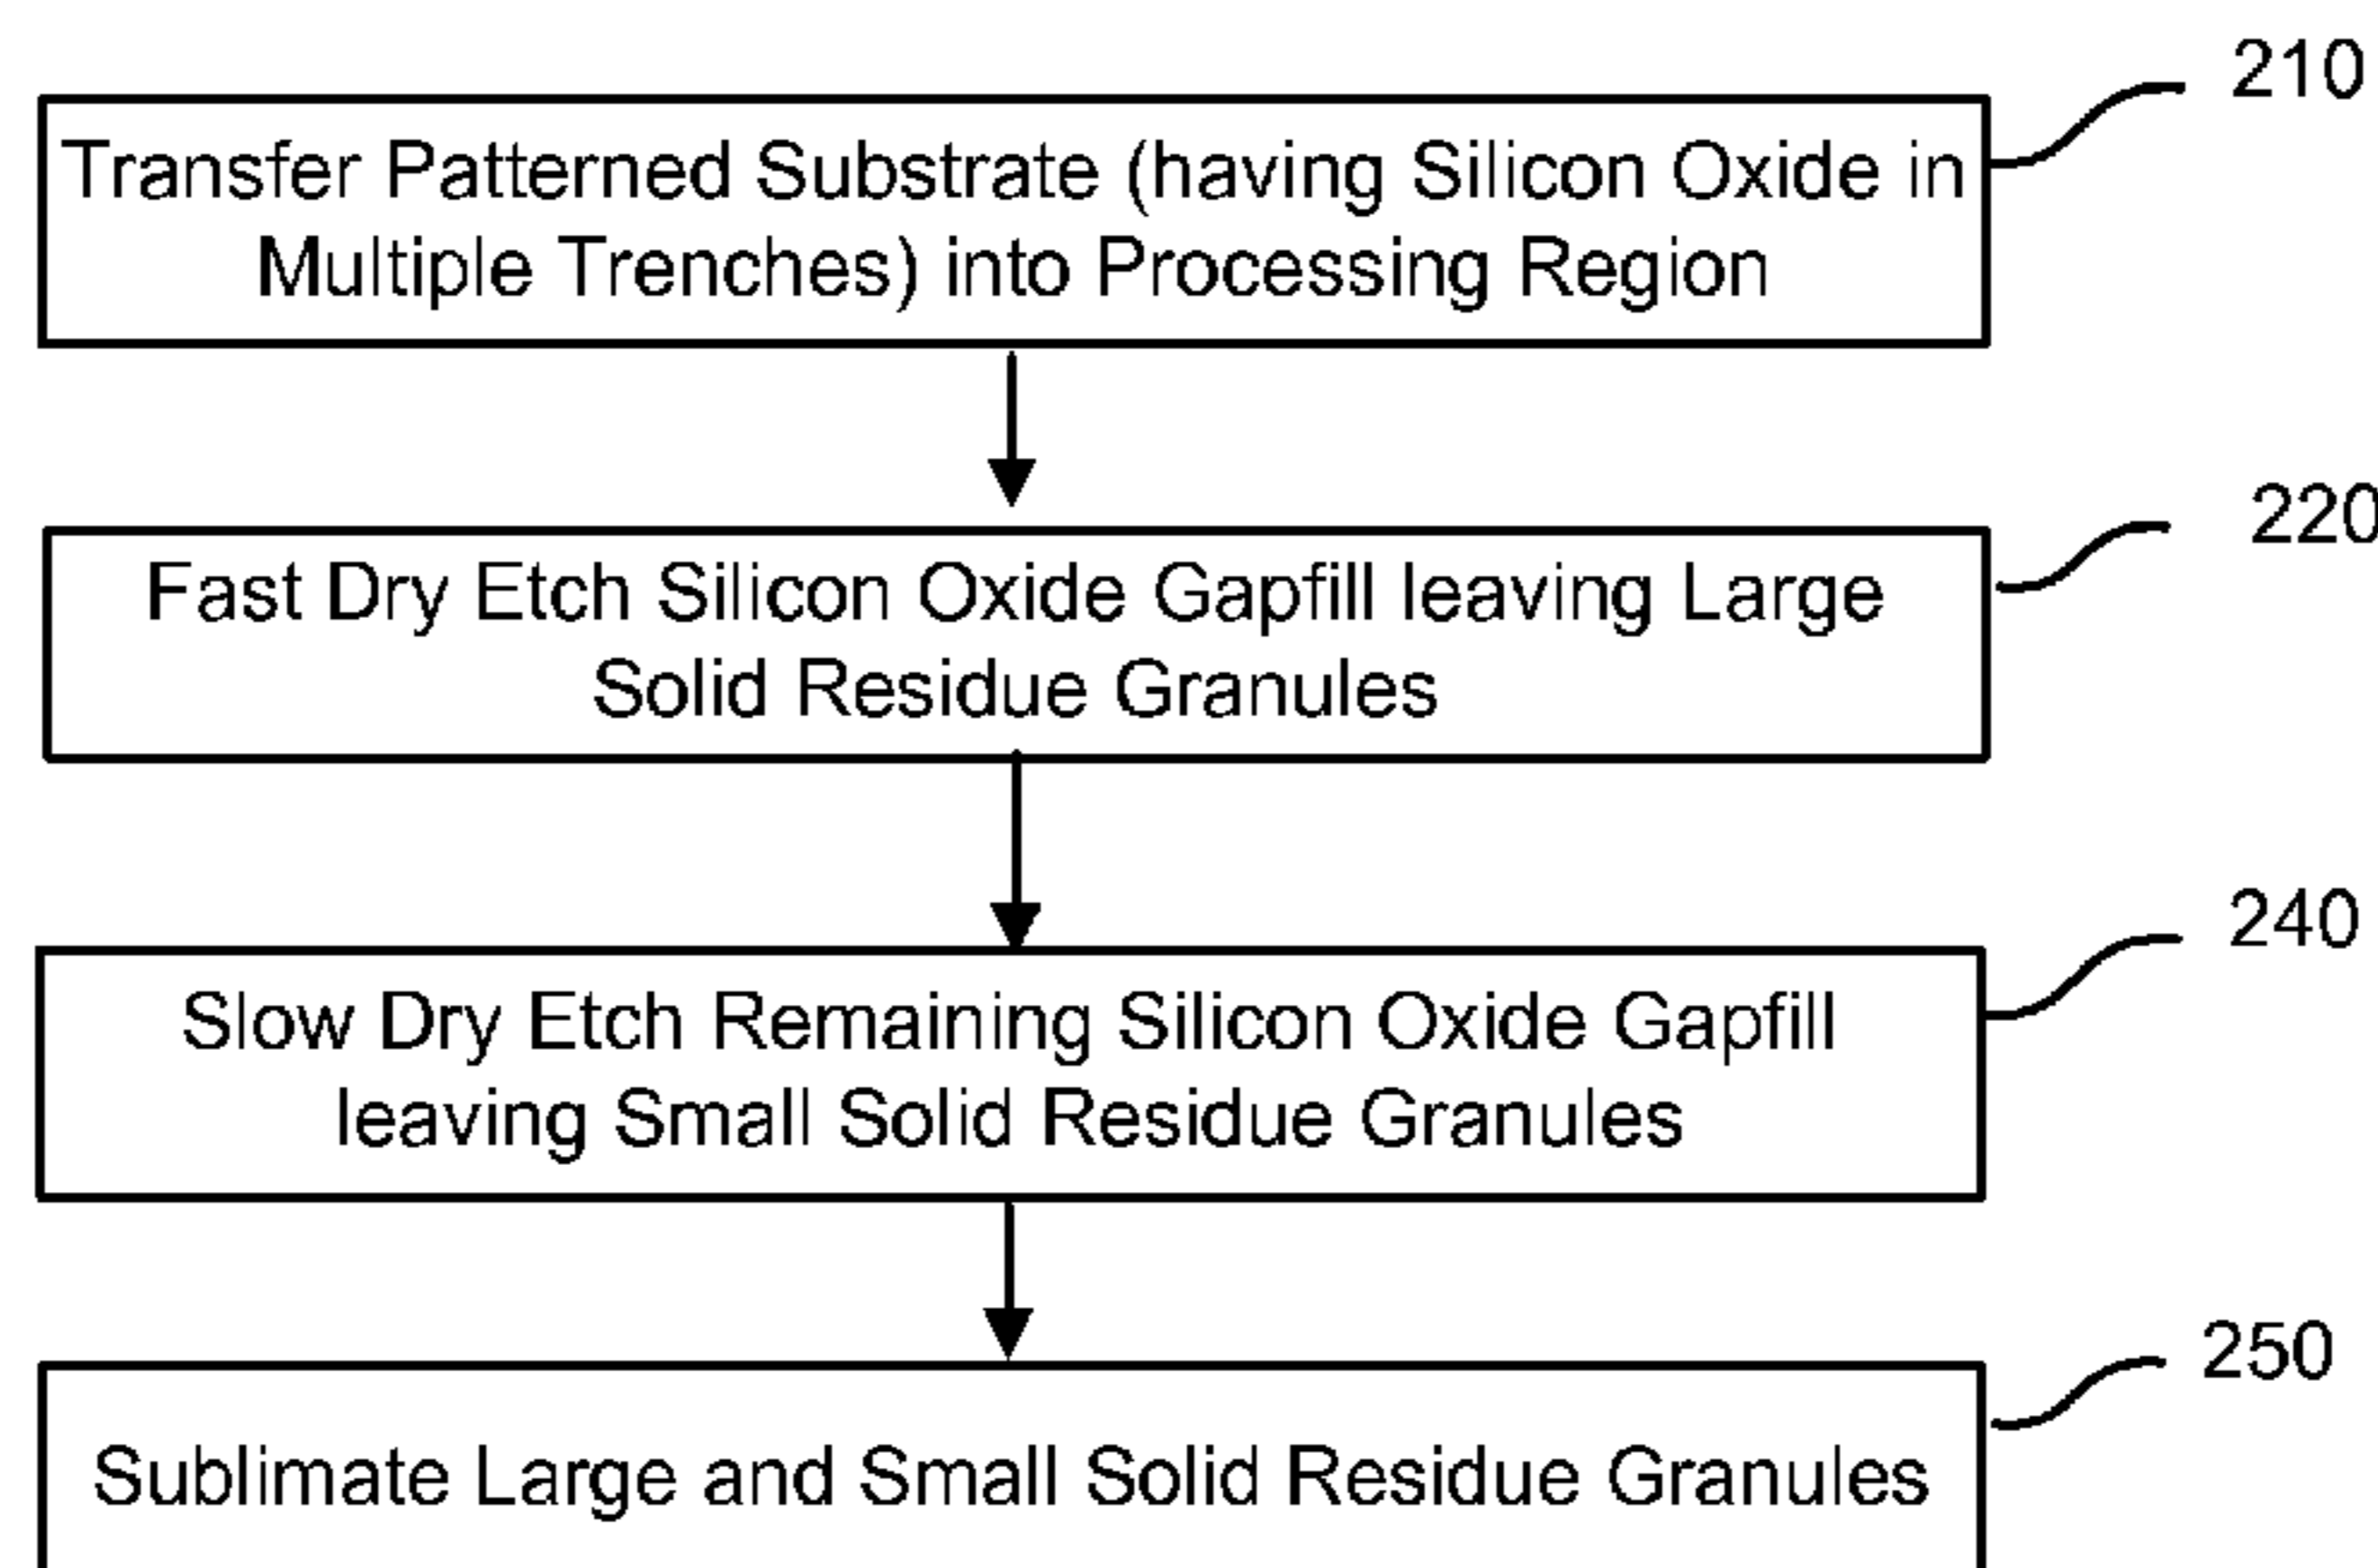 210
Transfer Patterned Substrate (having Silicon Oxide in
Multiple Trenches) into Processing Region
220
Fast Dry Etch Silicon Oxide Gapfill leaving Large
Solid Residue Granules
240
Slow Dry Etch Remaining Silicon Oxide Gapfill
leaving Small Solid Residue Granules
250
Sublimate Large and Small Solid Residue Granules